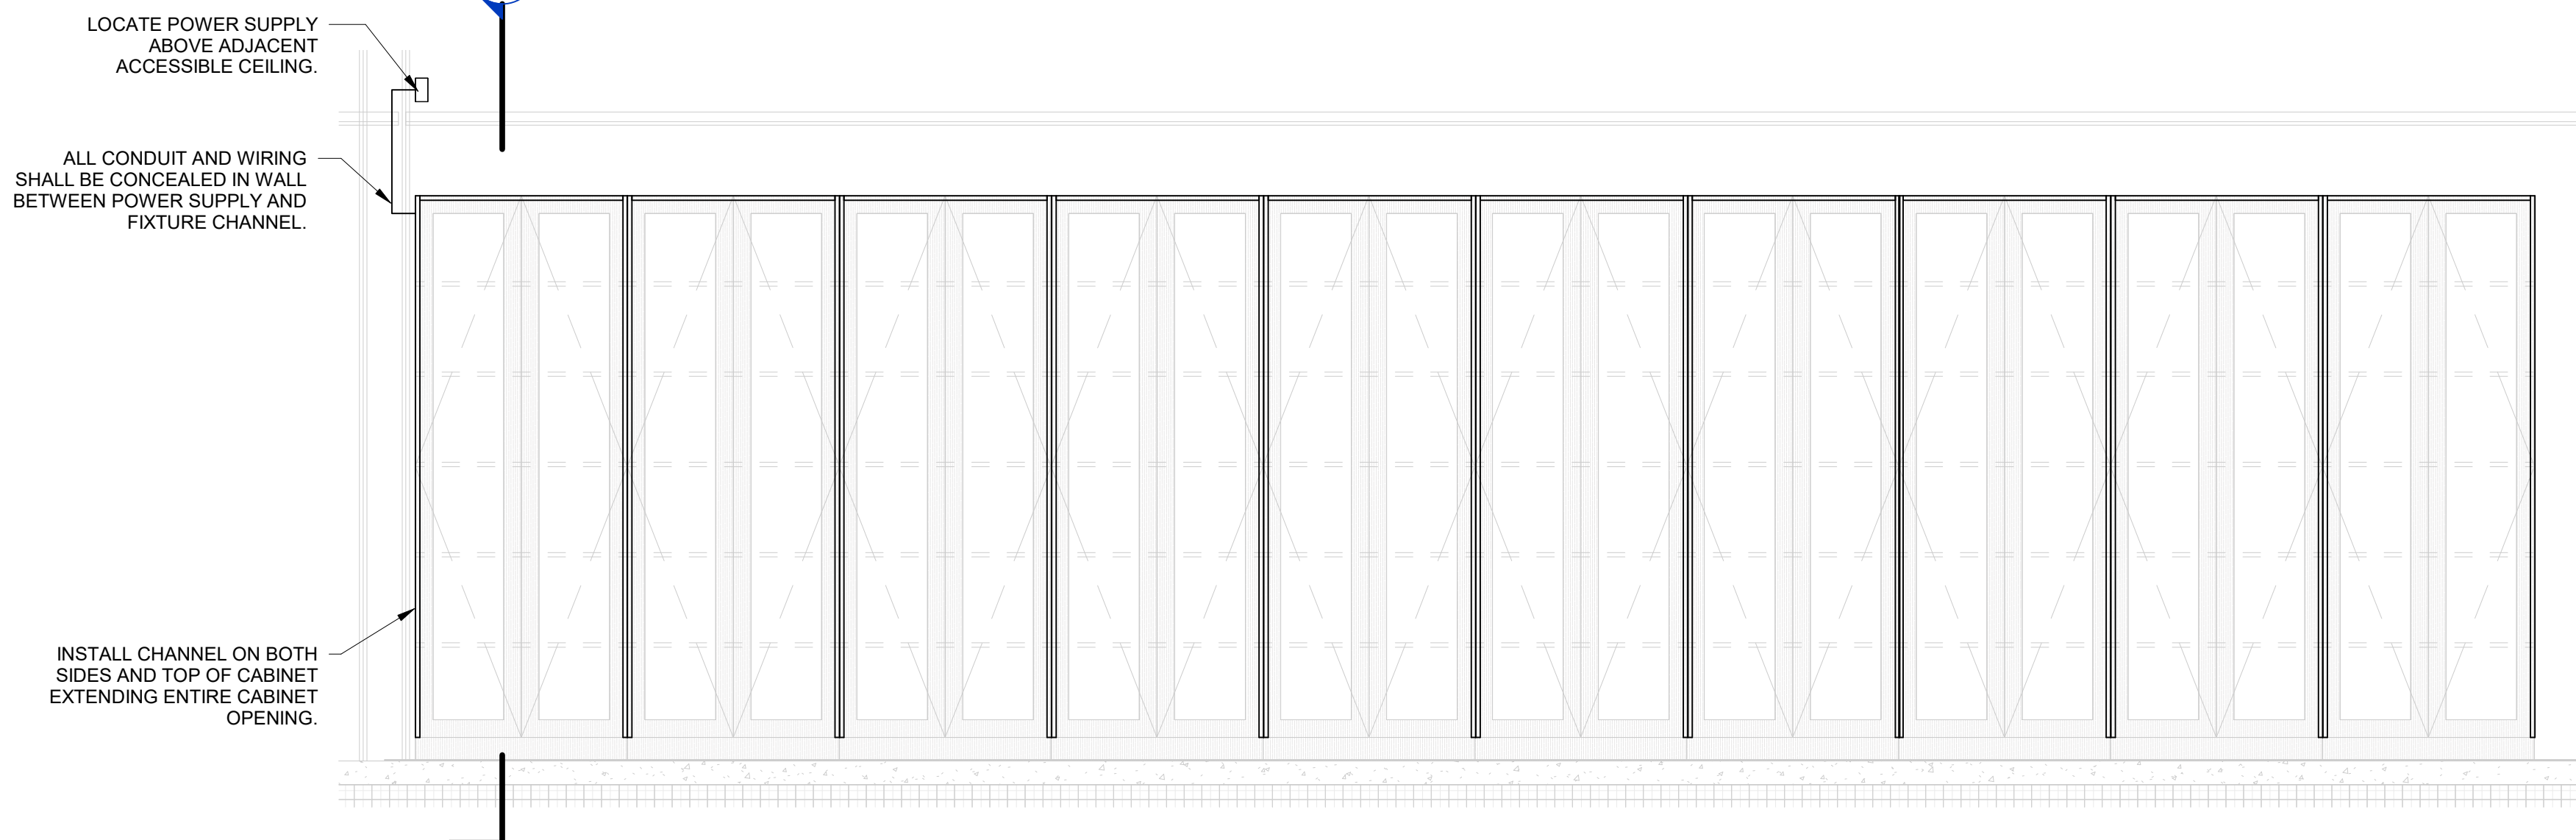 LOCATE POWER SUPPLY
ABOVE ADJACENT
ACCESSIBLE CEILING.
ALL CONDUIT AND WIRING
SHALL BE CONCEALED IN WALL
BETWEEN POWER SUPPLY AND
FIXTURE CHANNEL.
INSTALL CHANNEL ON BOTH
SIDES AND TOP OF CABINET
EXTENDING ENTIRE CABINET
OPENING.